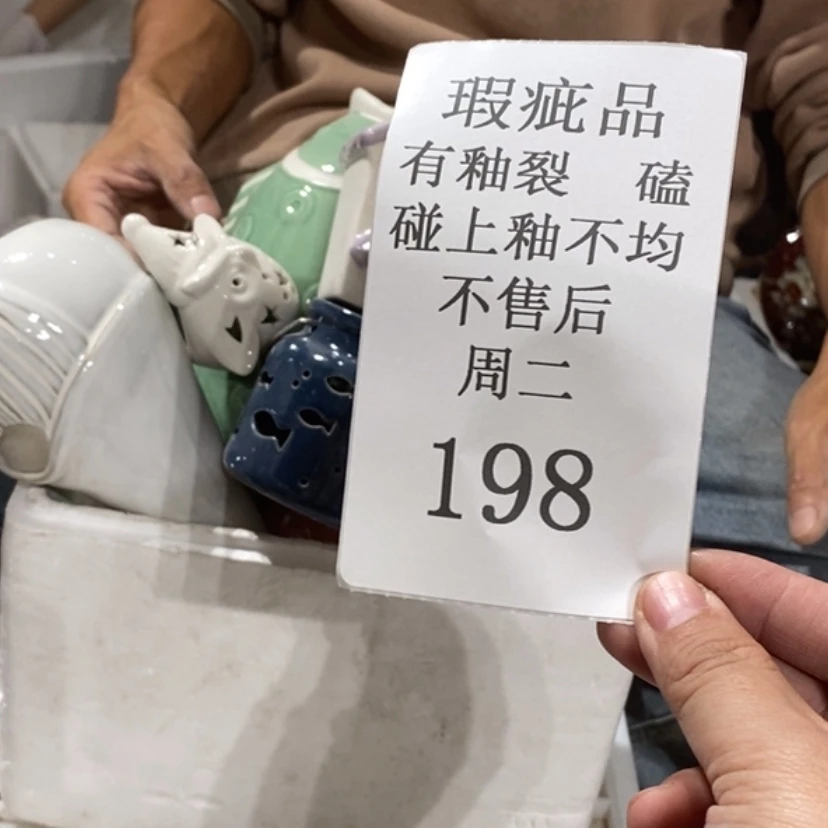 瑕疵品
有釉裂 磕
碰上釉不均
不售后
周二
198